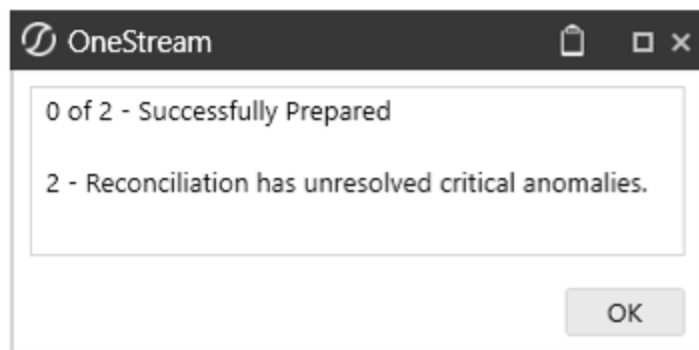 OneStream
0 of 2 - Successfully Prepared
2 - Reconciliation has unresolved critical anomalies.
OK